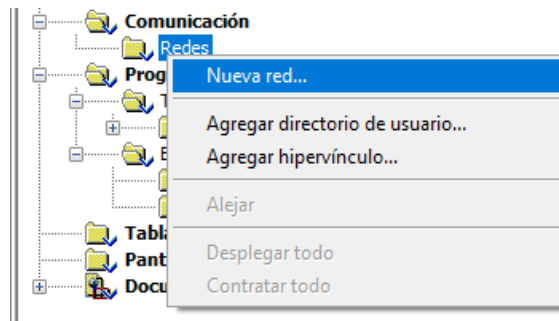 Comunicación
Redes
Prog
Nueva red...
Agregar directorio de usuario...
Agregar hipervínculo...
Alejar
Tabl
Desplegar todo
Pant
Contratar todo
Docu